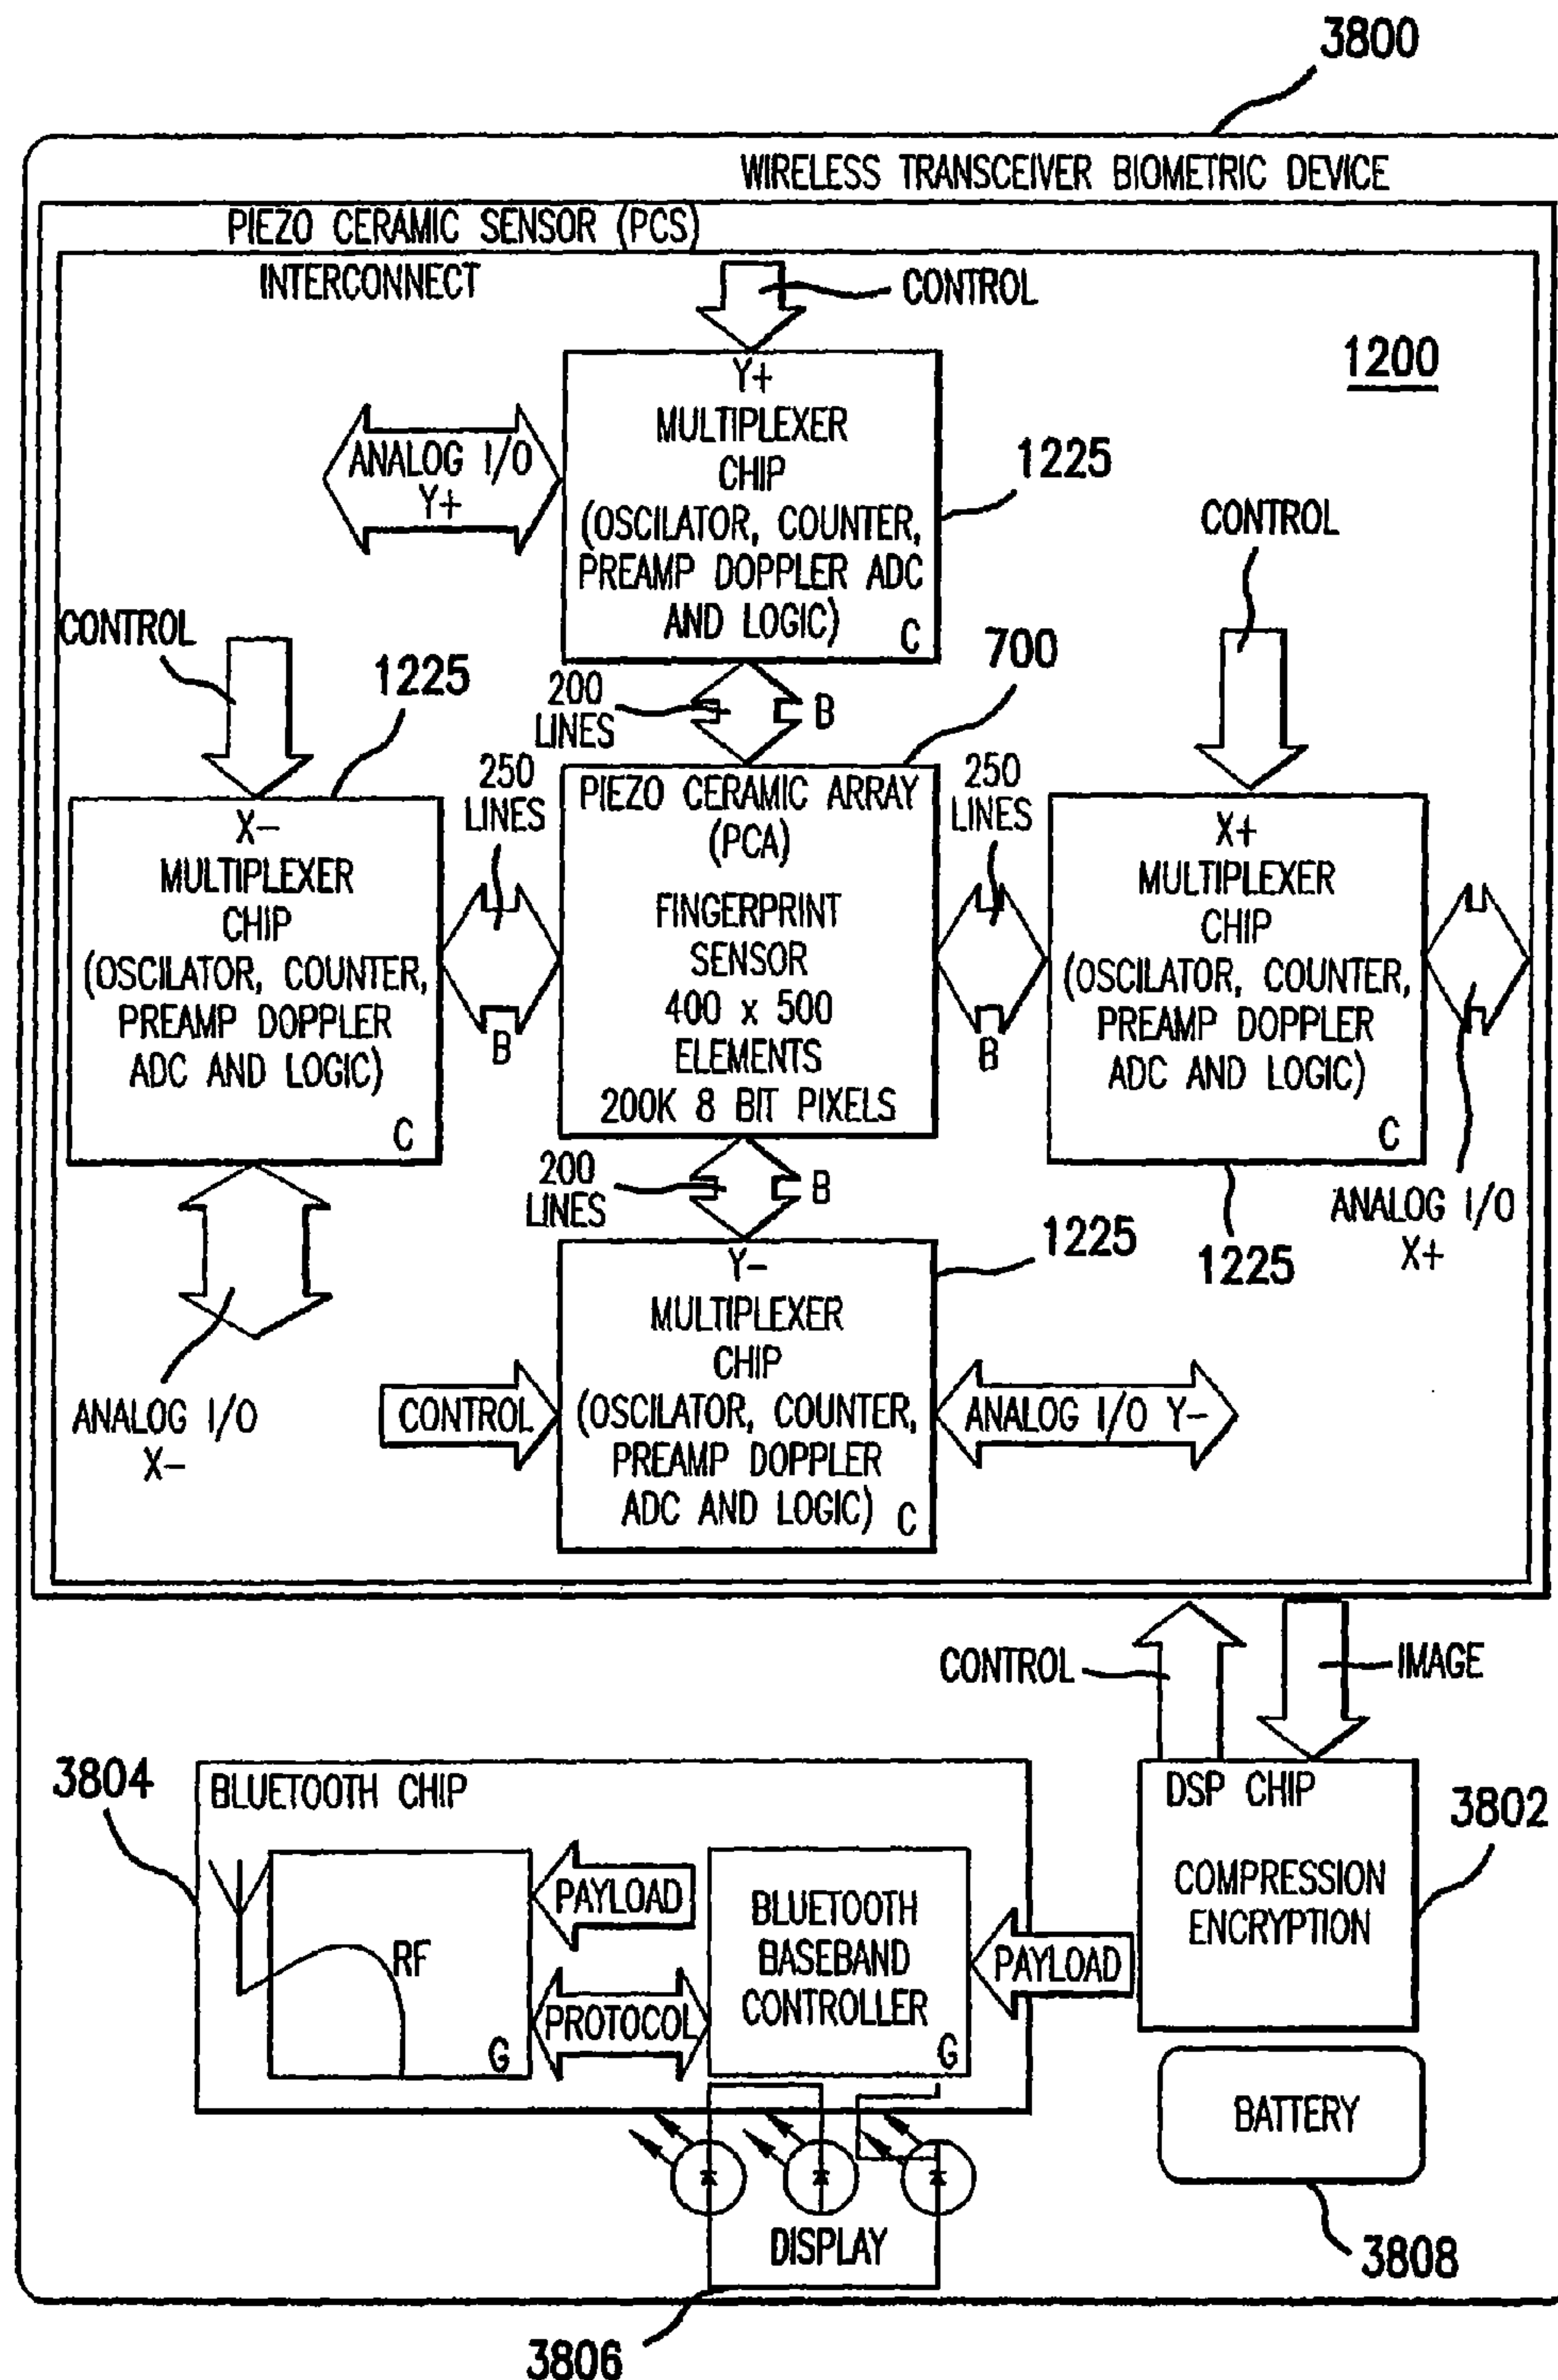 3800
WIRELESS TRANSCEIVER BIOMETRIC DEVICE
PIEZO CERAMIC SENSOR (PCS)
INTERCONNECT
CONTROL
1200
Y+
MULTIPLEXER
CHIP
(OSCILATOR, COUNTER,
PREAMP DOPPLER ADC
AND LOGIC)
C
ANALOG I/O
Y+
1225
CONTROL
CONTROL
1225
200
LINES
B
700
250
LINES
B
250
LINES
B
X-
MULTIPLEXER
CHIP
(OSCILATOR, COUNTER,
PREAMP DOPPLER
ADC AND LOGIC)
C
PIEZO CERAMIC ARRAY
(PCA)
FINGERPRINT
SENSOR
400 x 500
ELEMENTS
200K 8 BIT PIXELS
X+
MULTIPLEXER
CHIP
(OSCILATOR, COUNTER,
PREAMP DOPPLER
ADC AND LOGIC)
C
200
LINES
B
1225
1225
ANALOG I/O
X+
Y-
MULTIPLEXER
CHIP
(OSCILATOR, COUNTER,
PREAMP DOPPLER
ADC AND LOGIC)
C
ANALOG I/O
X-
CONTROL
ANALOG I/O Y-
CONTROL
IMAGE
3804
BLUETOOTH CHIP
RF
G
PAYLOAD
PROTOCOL
BLUETOOTH
BASEBAND
CONTROLLER
G
PAYLOAD
DSP CHIP
COMPRESSION
ENCRYPTION
3802
BATTERY
3808
DISPLAY
3806